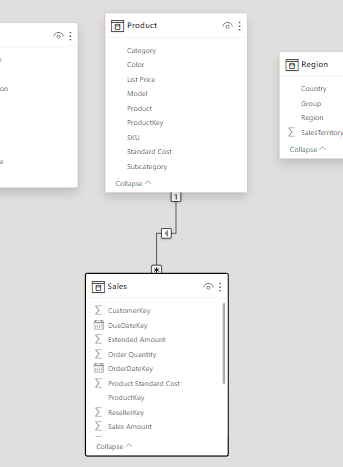 Product
Category
Color
List Price
Model
Product
ProductKey
SKU
Standard Cost
Subcategory
Collapse
Region
Country
Group
Region
SalesTerritory
Collapse
on
e
1
*
Sales
CustomerKey
DueDateKey
Extended Amount
Order Quantity
OrderDateKey
Product Standard Cost
ProductKey
ResellerKey
Sales Amount
Collapse